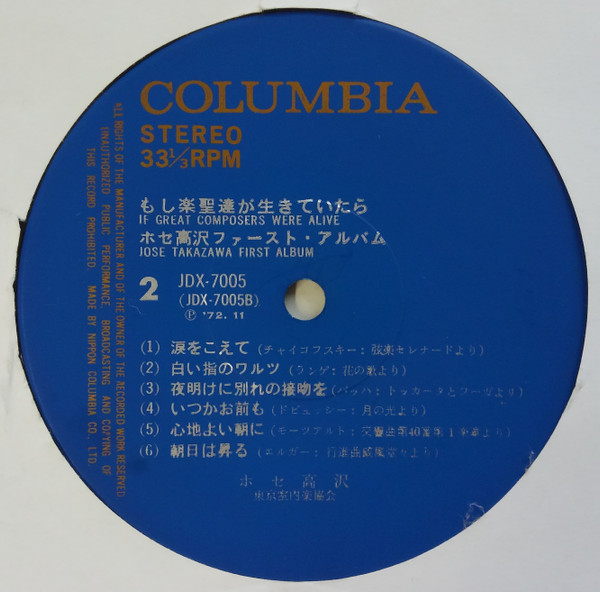 COLUMBIA
STEREO
33⅓RPM
もし楽聖達が生きていたら
IF GREAT COMPOSERS WERE ALIVE
ホセ高沢ファースト・アルバム
JOSE TAKAZAWA FIRST ALBUM
2
JDX-7005
(JDX-7005B)
Ⓟ '72. 11
(1) 涙をこえて (チャイコフスキー：弦楽セレナードより)
(2) 白い指のワルツ (ランゲ：花の歌より)
(3) 夜明けに別れの接吻を (バッハ：トッカータとフーガより)
(4) いつかお前も (ドビュッシー：月の光より)
(5) 心地よい朝に (モーツアルト：交響曲第40番第1楽章より)
(6) 朝日は昇る (エルガー：行進曲威風堂々より)
ホセ高沢
東京室内楽協会
ALL RIGHTS OF THE MANUFACTURER AND OF THE OWNER OF THE RECORDED WORK RESERVED
UNAUTHORIZED PUBLIC PERFORMANCE. BROADCASTING AND COPYING OF
THIS RECORD PROHIBITED. MADE BY NIPPON COLUMBIA CO., LTD.